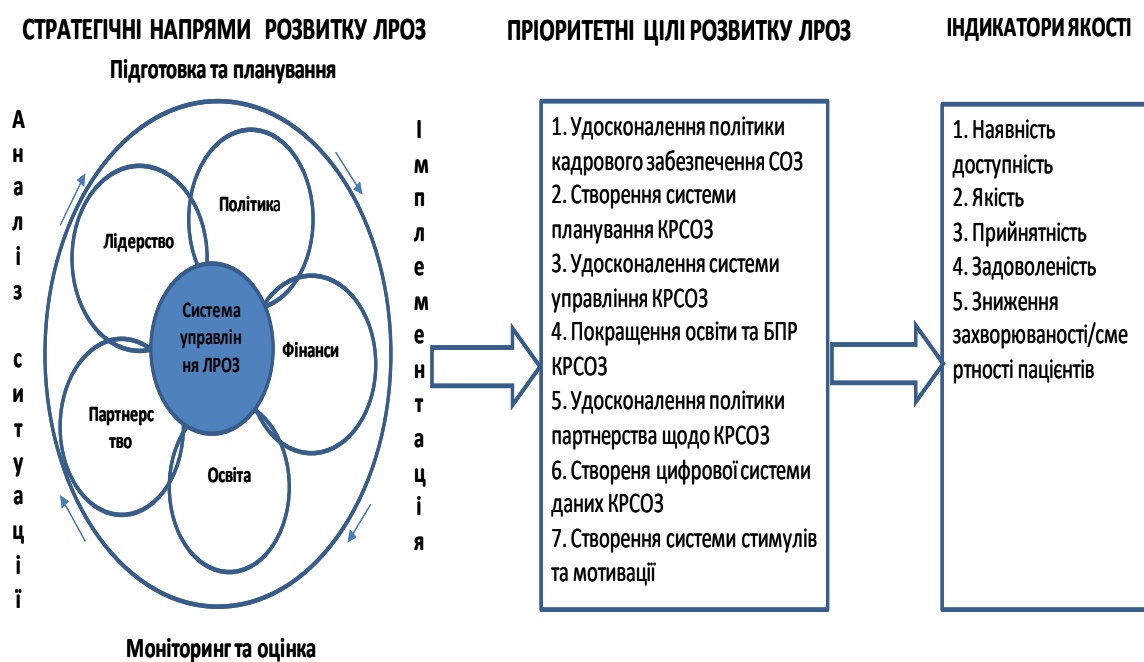 СТРАТЕГІЧНІ НАПРЯМИ РОЗВИТКУ ЛРОЗ
Підготовка та планування
Аналіз ситуації
Лідерство
Політика
Система
управлін
ня ЛРОЗ
Фінанси
Партнерс
тво
Освіта
Імплементація
Моніторинг та оцінка
ПРІОРИТЕТНІ ЦІЛІ РОЗВИТКУ ЛРОЗ
1. Удосконалення політики
кадрового забезпечення СОЗ
2. Створення системи
планування КРСОЗ
3. Удосконалення системи
управління КРСОЗ
4. Покращення освіти та БПР
КРСОЗ
5. Удосконалення політики
партнерства щодо КРСОЗ
6. Створеня цифрової системи
даних КРСОЗ
7. Створення системи стимулів
та мотивації
ІНДИКАТОРИ ЯКОСТІ
1. Наявність
доступність
2. Якість
3. Прийнятність
4. Задоволеність
5. Зниження
захворюваності/сме
ртності пацієнтів